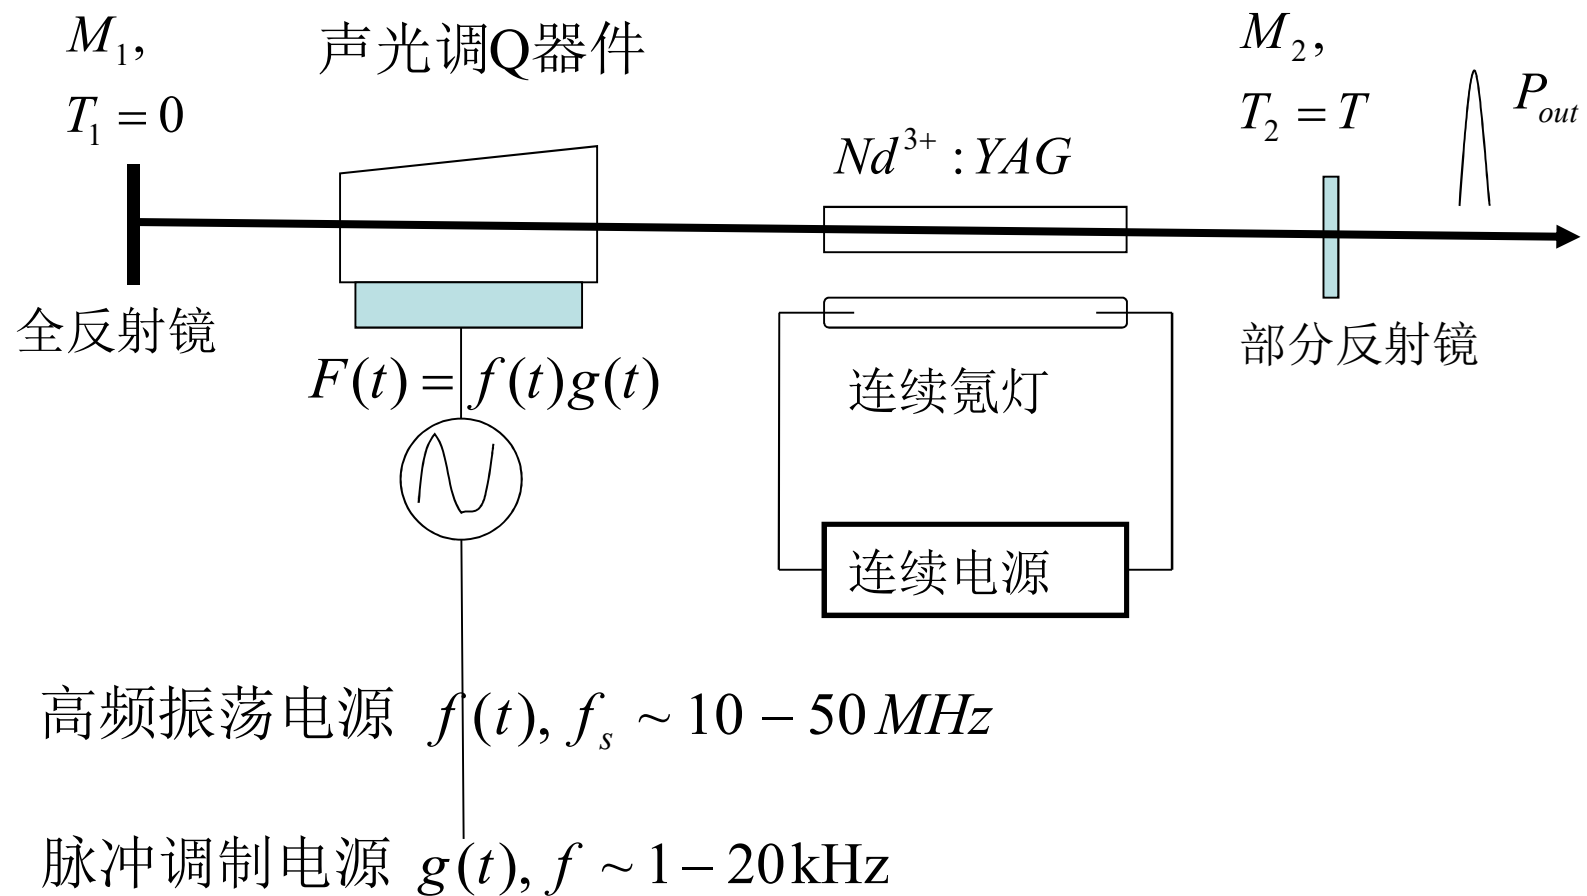 M₁,
T₁ = 0
声光调Q器件
Nd³⁺ : YAG
M₂,
T₂ = T
P_out
全反射镜
部分反射镜
F(t) = f(t)g(t)
连续氪灯
连续电源
高频振荡电源 f(t), f_s ~ 10 − 50 MHz
脉冲调制电源 g(t), f ~ 1 − 20 kHz